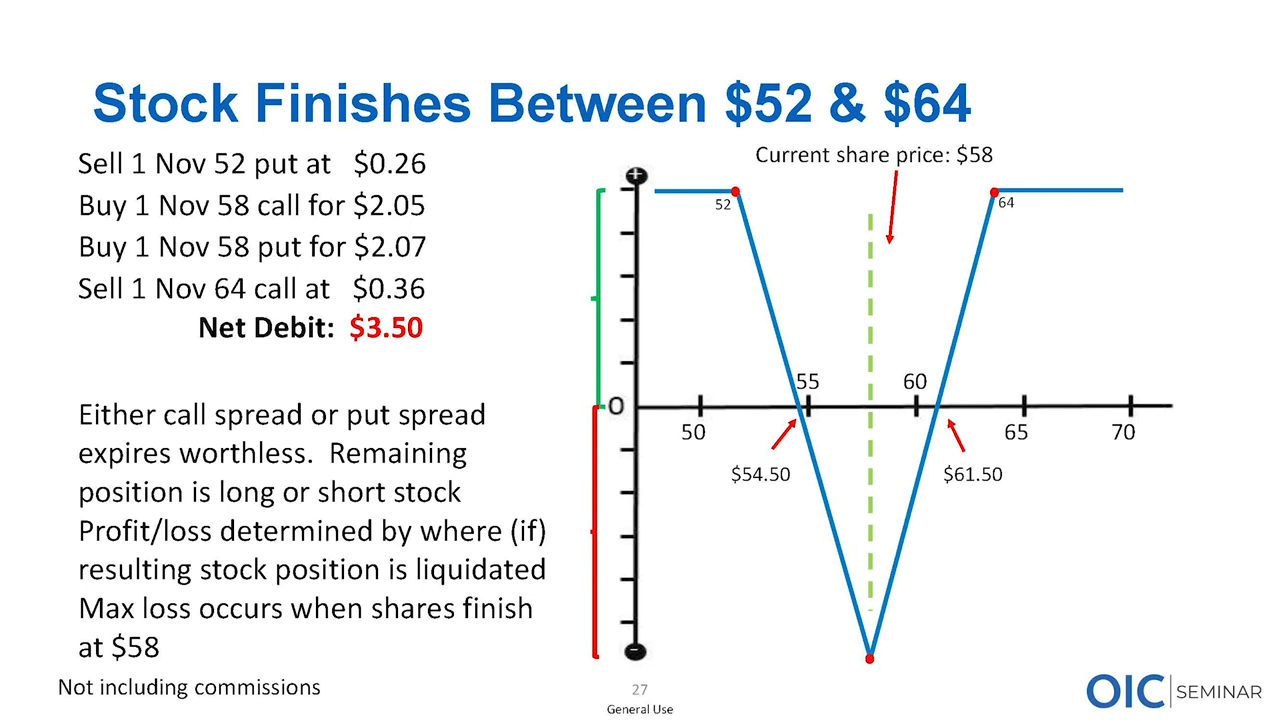 Stock Finishes Between $52 & $64
Sell 1 Nov 52 put at $0.26
Buy 1 Nov 58 call for $2.05
Buy 1 Nov 58 put for $2.07
Sell 1 Nov 64 call at $0.36
Net Debit: $3.50
Either call spread or put spread
expires worthless. Remaining
position is long or short stock
Profit/loss determined by where (if)
resulting stock position is liquidated
Max loss occurs when shares finish
at $58
Not including commissions
Current share price: $58
+
52
64
55
60
0
50
65
70
$54.50
$61.50
-
27
General Use
OIC SEMINAR